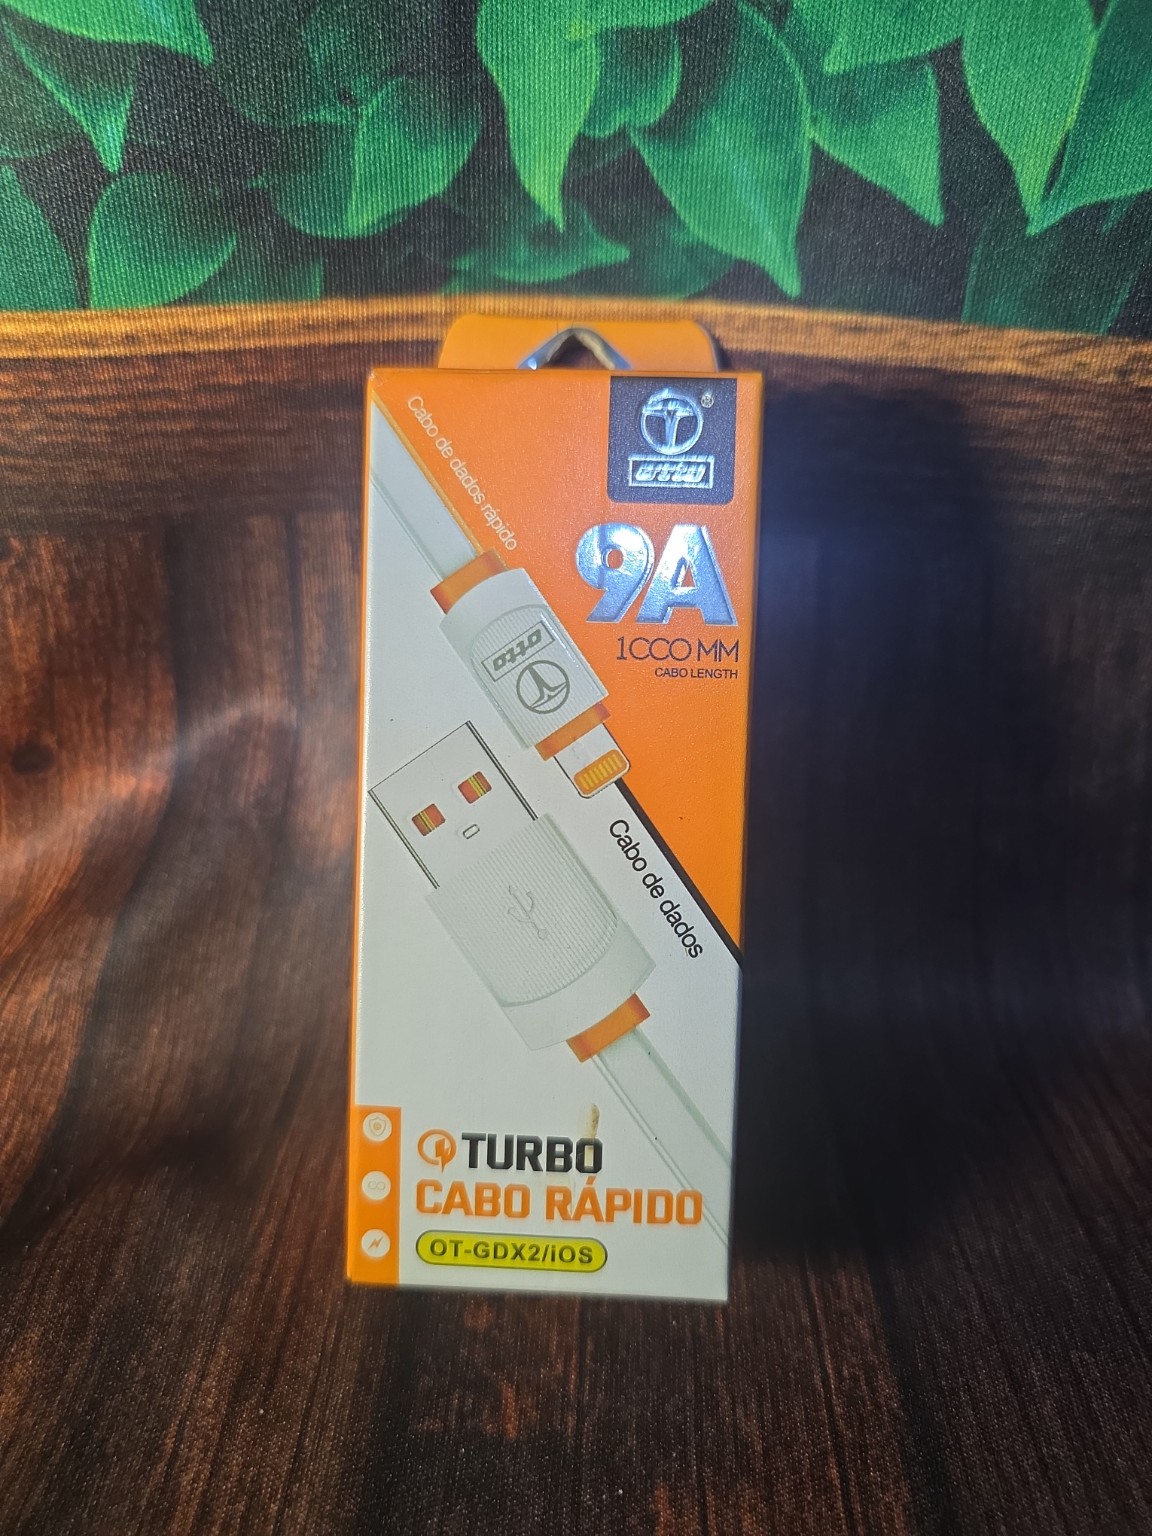 Cabo de dados rápido
otto
9A
1000 MM
CABO LENGTH
otto
Cabo de dados
TURBO
CABO RÁPIDO
OT-GDX2/iOS